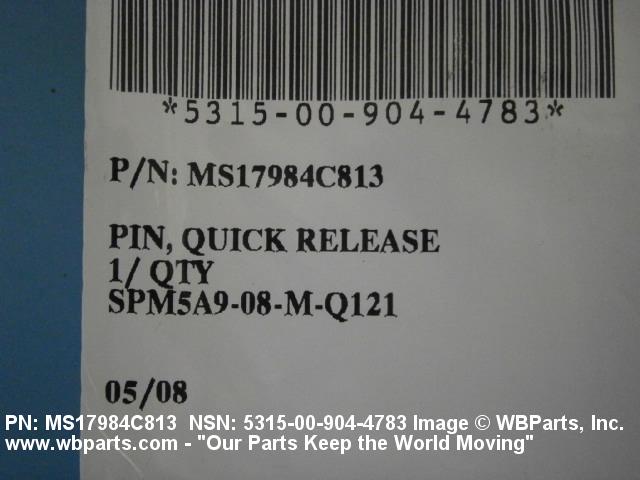 *5315-00-904-4783*
P/N: MS17984C813
PIN, QUICK RELEASE
1/ QTY
SPM5A9-08-M-Q121
05/08
PN: MS17984C813 NSN: 5315-00-904-4783 Image © WBParts, Inc.
www.wbparts.com - "Our Parts Keep the World Moving"